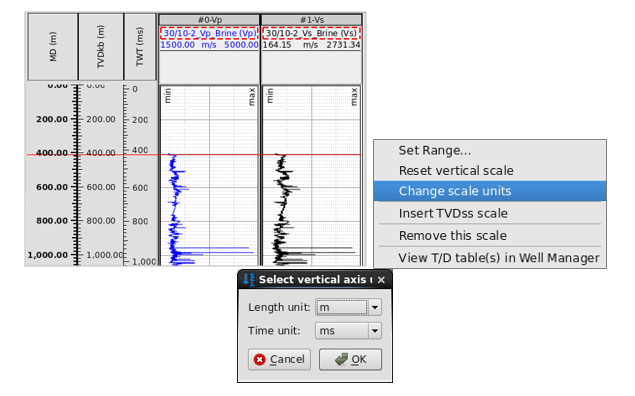 MD (m)
TVDkb (m)
TWT (ms)
#0-Vp
#1-Vs
30/10-2_Vp_Brine (Vp)
30/10-2_Vs_Brine (Vs)
1500.00 m/s 5000.00
164.15 m/s 2731.34
min
max
min
max
0.00
0.00
0
200.00
200.00
200
400.00
400.00
400
600.00
600.00
600
800.00
800.00
800
1,000.00
1,000.00
1,000
Set Range...
Reset vertical scale
Change scale units
Insert TVDss scale
Remove this scale
View T/D table(s) in Well Manager
Select vertical axis
Length unit:
m
Time unit:
ms
Cancel
OK